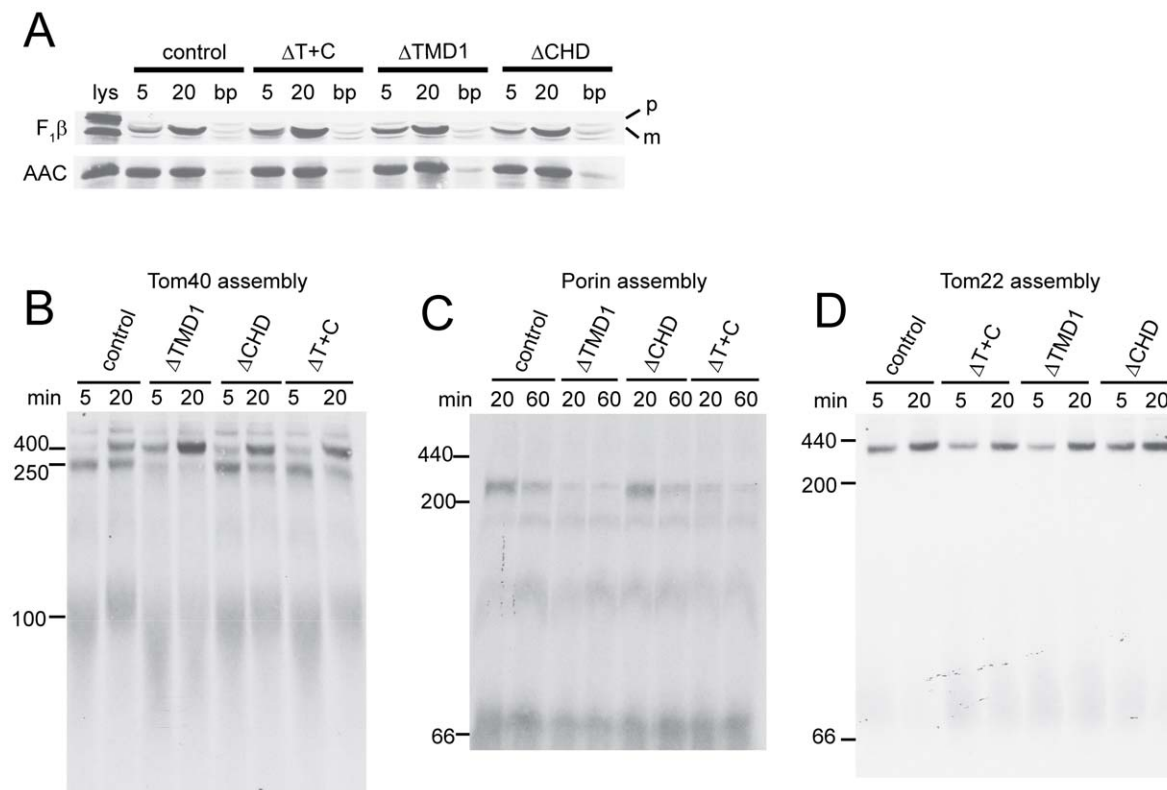 A
control ΔT+C ΔTMD1 ΔCHD
lys 5 20 bp 5 20 bp 5 20 bp 5 20 bp
p
F₁β
m
AAC
B
Tom40 assembly
control ΔTMD1 ΔCHD ΔT+C
min 5 20 5 20 5 20 5 20
400
250
100
C
Porin assembly
control ΔTMD1 ΔCHD ΔT+C
min 20 60 20 60 20 60 20 60
440
200
66
D
Tom22 assembly
control ΔT+C ΔTMD1 ΔCHD
min 5 20 5 20 5 20 5 20
440
200
66